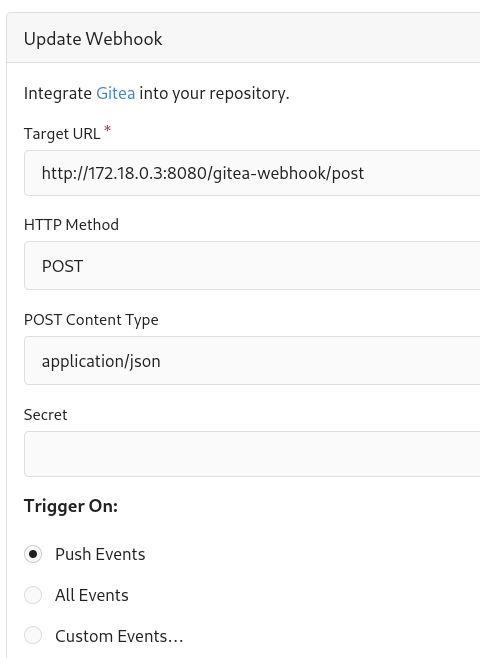 Update Webhook
Integrate Gitea into your repository.
Target URL *
http://172.18.0.3:8080/gitea-webhook/post
HTTP Method
POST
POST Content Type
application/json
Secret
Trigger On:
Push Events
All Events
Custom Events...